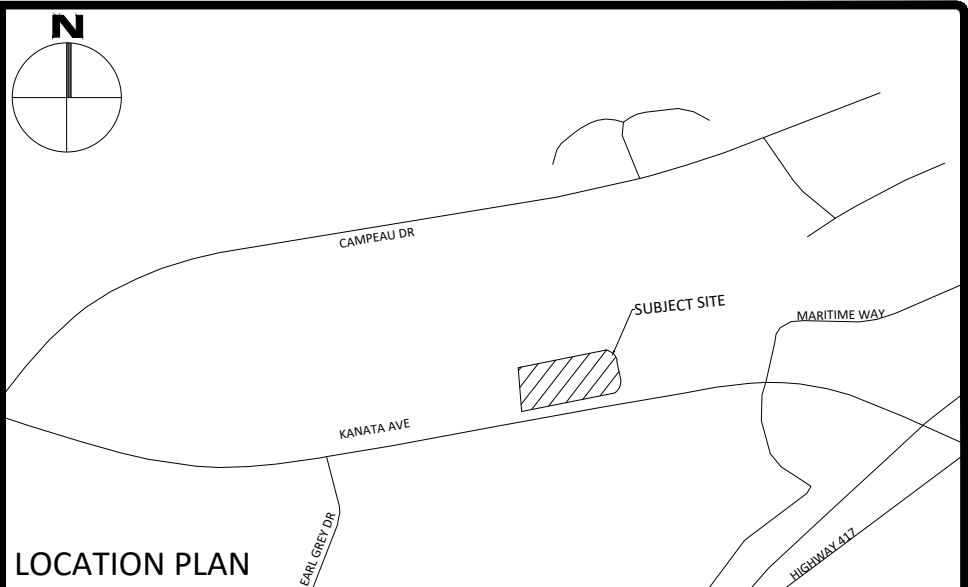 N
CAMPEAU DR
SUBJECT SITE
MARITIME WAY
KANATA AVE
EARL GREY DR
HIGHWAY 417
LOCATION PLAN